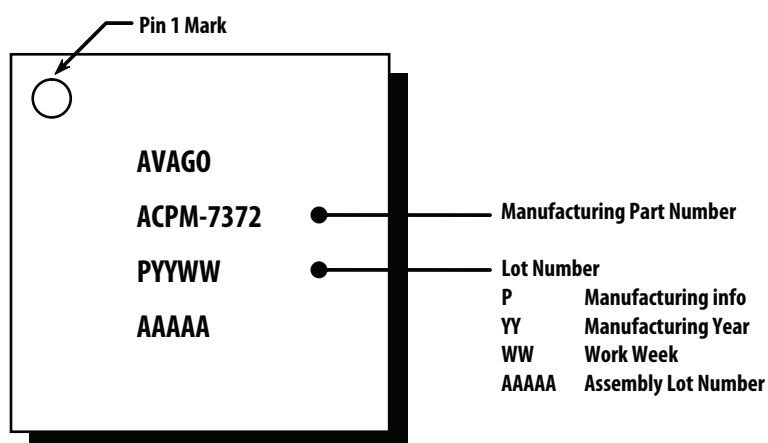 Pin 1 Mark
AVAGO
ACPM-7372
Manufacturing Part Number
PYYWW
Lot Number
P Manufacturing info
YY Manufacturing Year
AAAAA
WW Work Week
AAAAA Assembly Lot Number